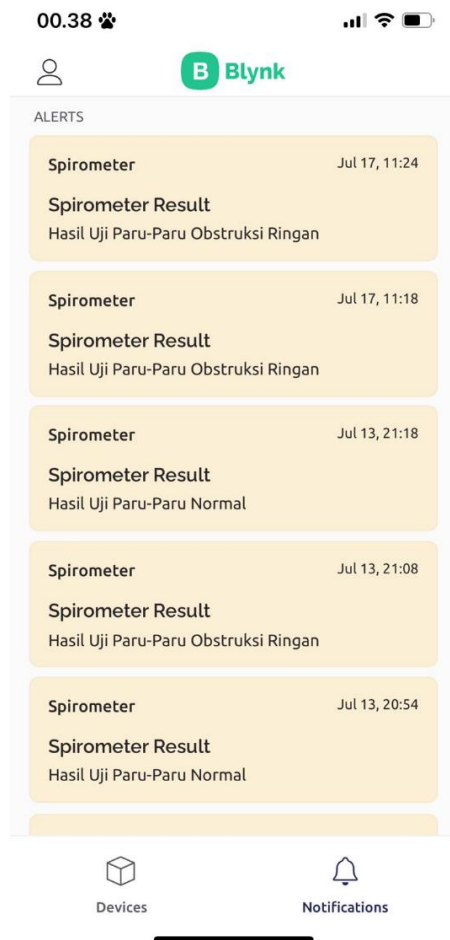 00.38
B Blynk
ALERTS
Spirometer Jul 17, 11:24
Spirometer Result
Hasil Uji Paru-Paru Obstruksi Ringan
Spirometer Jul 17, 11:18
Spirometer Result
Hasil Uji Paru-Paru Obstruksi Ringan
Spirometer Jul 13, 21:18
Spirometer Result
Hasil Uji Paru-Paru Normal
Spirometer Jul 13, 21:08
Spirometer Result
Hasil Uji Paru-Paru Obstruksi Ringan
Spirometer Jul 13, 20:54
Spirometer Result
Hasil Uji Paru-Paru Normal
Devices Notifications